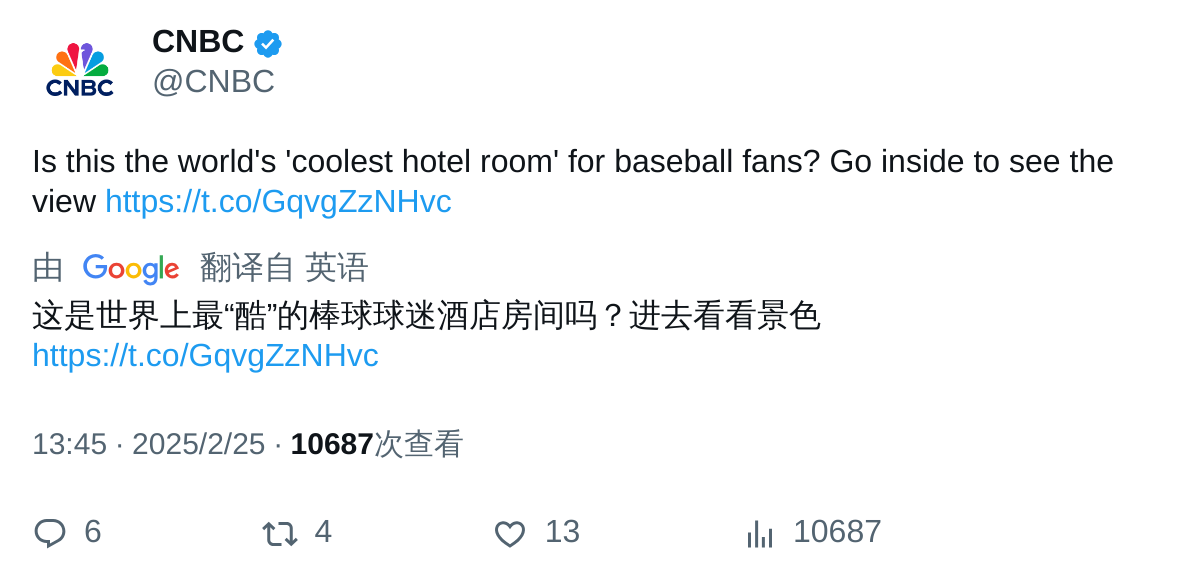 CNBC
CNBC
@CNBC
Is this the world's 'coolest hotel room' for baseball fans? Go inside to see the
view https://t.co/GqvgZzNHvc
由 Google 翻译自 英语
这是世界上最“酷”的棒球球迷酒店房间吗？进去看看景色
https://t.co/GqvgZzNHvc
13:45 · 2025/2/25 · 10687次查看
6 4 13 10687